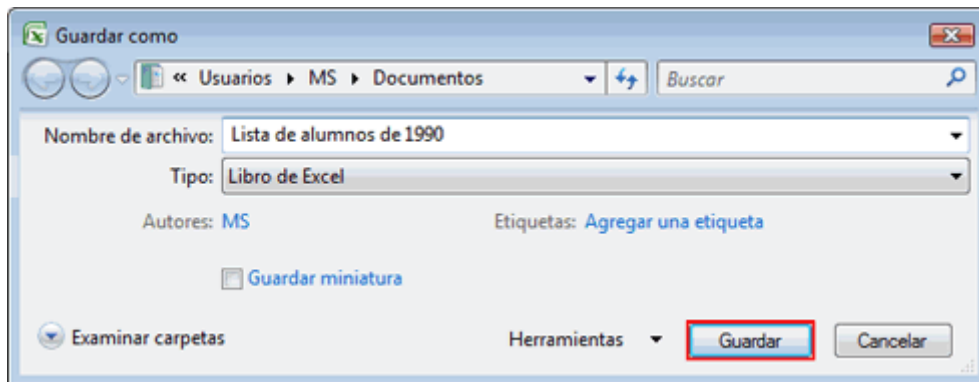 Guardar como
« Usuarios ▸ MS ▸ Documentos Buscar
Nombre de archivo: Lista de alumnos de 1990
Tipo: Libro de Excel
Autores: MS Etiquetas: Agregar una etiqueta
Guardar miniatura
Examinar carpetas Herramientas Guardar Cancelar